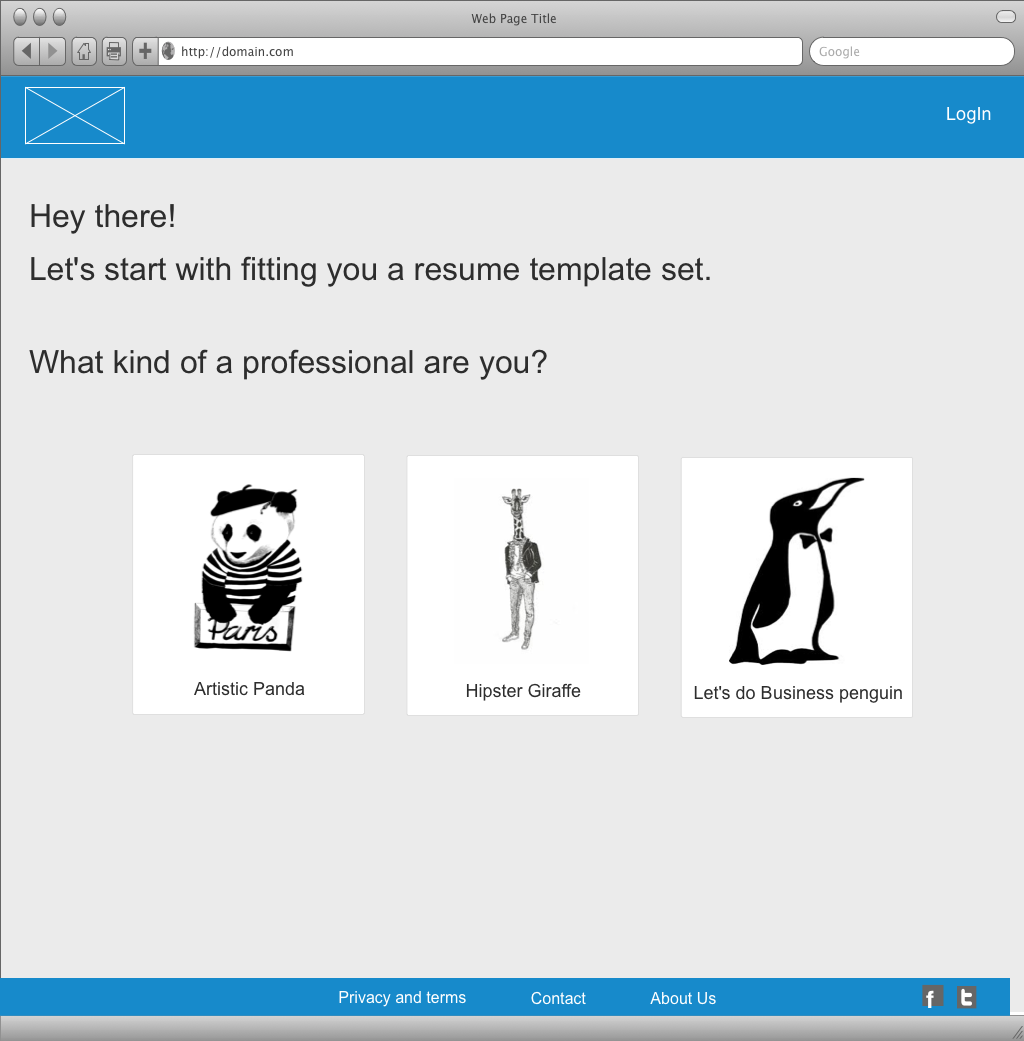 Web Page Title
http://domain.com
Google
LogIn
Hey there!
Let's start with fitting you a resume template set.
What kind of a professional are you?
Paris
Artistic Panda
Hipster Giraffe
Let's do Business penguin
Privacy and terms
Contact
About Us
f
t